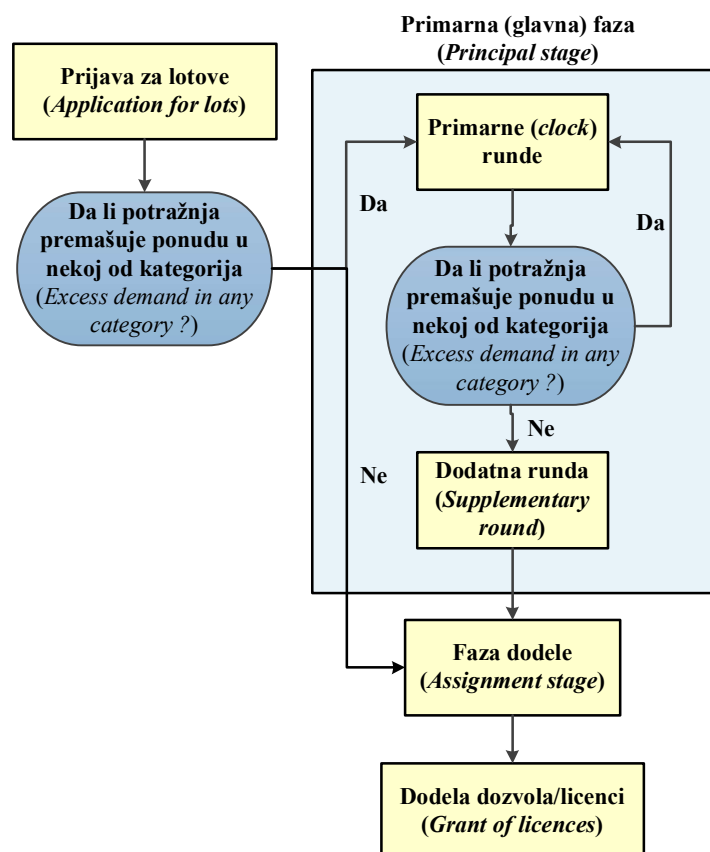 Primarna (glavna) faza
(Principal stage)
Prijava za lotove
(Application for lots)
Da li potražnja
premašuje ponudu u
nekoj od kategorija
(Excess demand in any
category ?)
Da
Ne
Primarne (clock)
runde
Da
Da li potražnja
premašuje ponudu u
nekoj od kategorija
(Excess demand in any
category ?)
Ne
Dodatna runda
(Supplementary
round)
Faza dodele
(Assignment stage)
Dodela dozvola/licenci
(Grant of licences)